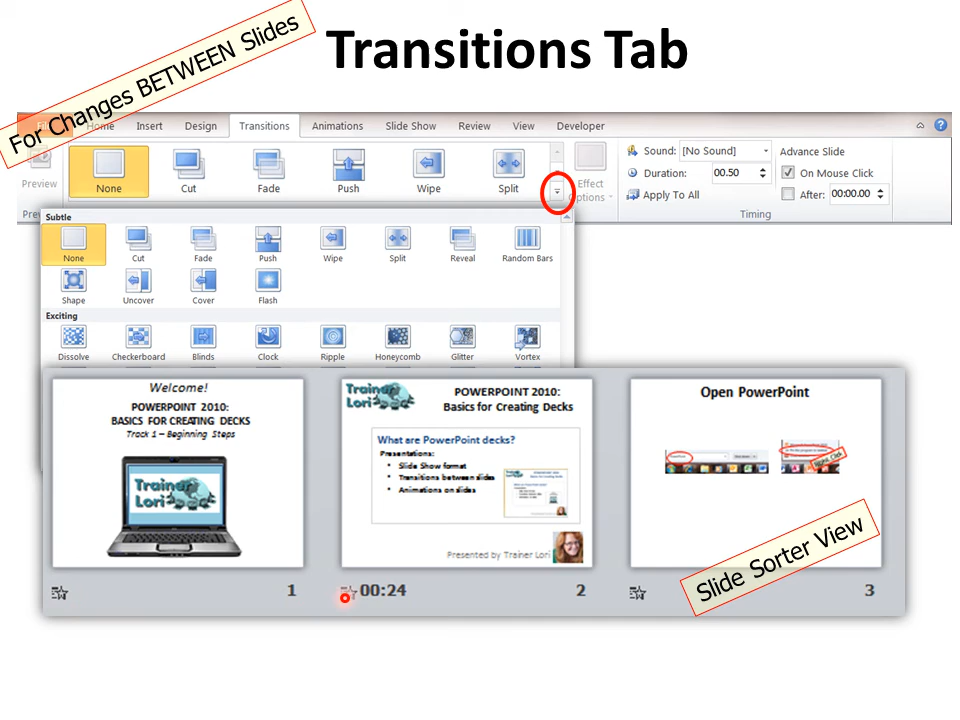 For Changes BETWEEN Slides
Transitions Tab
Home Insert Design Transitions Animations Slide Show Review View Developer
Preview
None Cut Fade Push Wipe Split
Effect
Options
Sound: [No Sound]
Duration: 00.50
Apply To All
Advance Slide
On Mouse Click
After: 00:00.00
Timing
Subtle
None Cut Fade Push Wipe Split Reveal Random Bars
Shape Uncover Cover Flash
Exciting
Dissolve Checkerboard Blinds Clock Ripple Honeycomb Glitter Vortex
Welcome!
POWERPOINT 2010:
BASICS FOR CREATING DECKS
Track 1 – Beginning Steps
Trainer
Lori
1
Trainer
Lori
POWERPOINT 2010:
Basics for Creating Decks
What are PowerPoint decks?
Presentations:
• Slide Show format
• Transitions between slides
• Animations on slides
Presented by Trainer Lori
00:24
2
Open PowerPoint
Right Click
3
Slide Sorter View